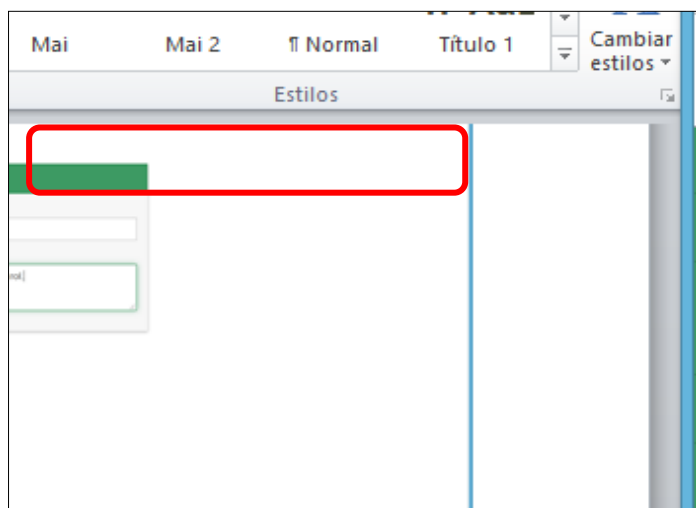 Mai
Mai 2
¶ Normal
Título 1
Cambiar
estilos
Estilos